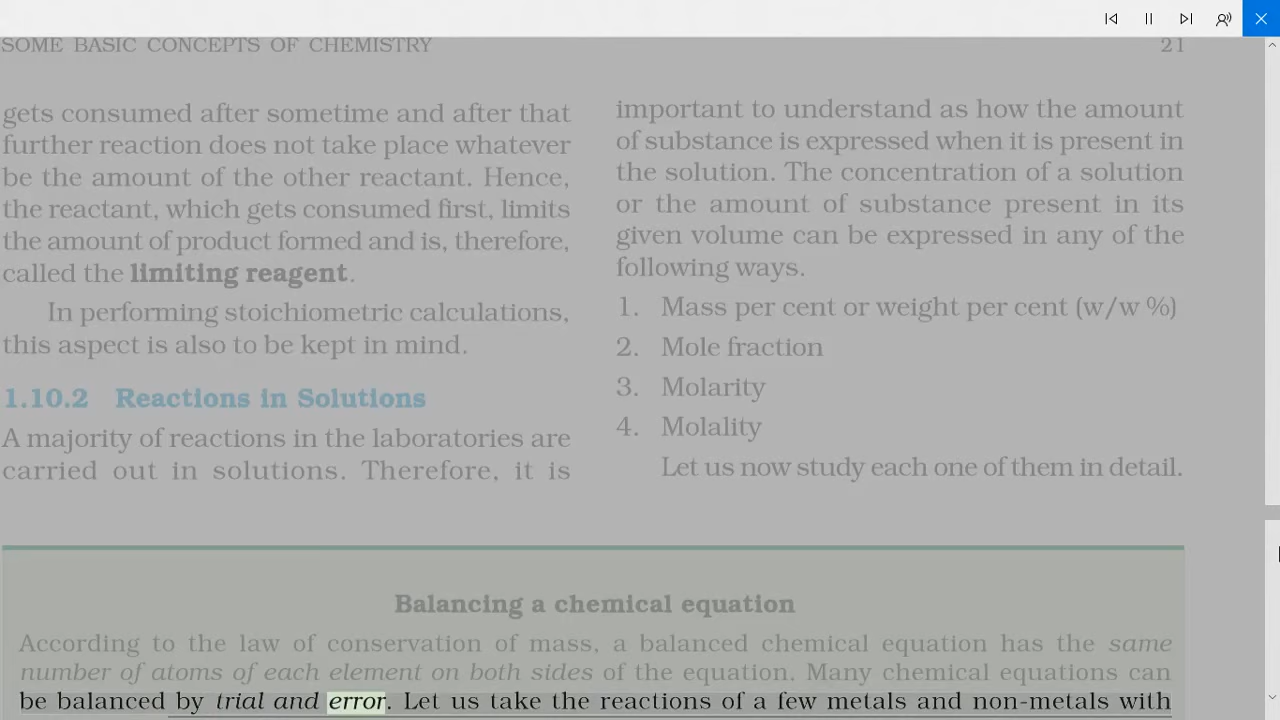 SOME BASIC CONCEPTS OF CHEMISTRY 21
gets consumed after sometime and after that
further reaction does not take place whatever
be the amount of the other reactant. Hence,
the reactant, which gets consumed first, limits
the amount of product formed and is, therefore,
called the limiting reagent.
In performing stoichiometric calculations,
this aspect is also to be kept in mind.
1.10.2 Reactions in Solutions
A majority of reactions in the laboratories are
carried out in solutions. Therefore, it is
important to understand as how the amount
of substance is expressed when it is present in
the solution. The concentration of a solution
or the amount of substance present in its
given volume can be expressed in any of the
following ways.
1. Mass per cent or weight per cent (w/w %)
2. Mole fraction
3. Molarity
4. Molality
Let us now study each one of them in detail.
Balancing a chemical equation
According to the law of conservation of mass, a balanced chemical equation has the same
number of atoms of each element on both sides of the equation. Many chemical equations can
be balanced by trial and error. Let us take the reactions of a few metals and non-metals with